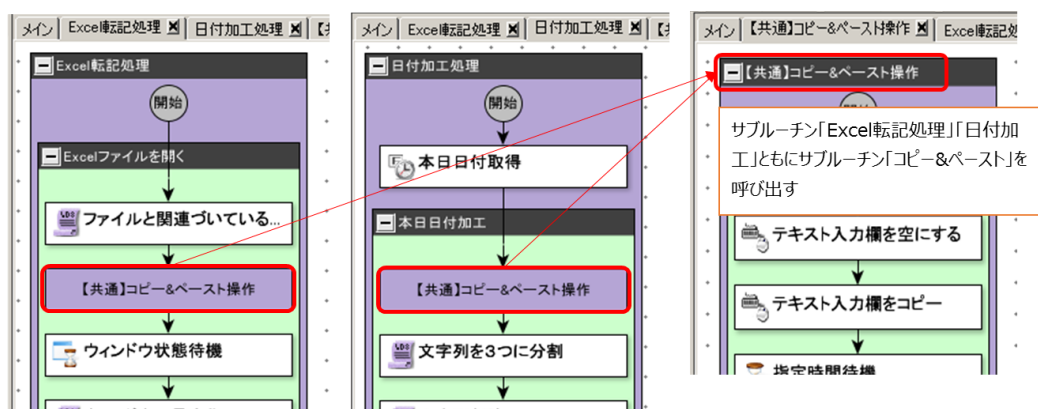 メイン Excel転記処理 日付加工処理
Excel転記処理
開始
Excelファイルを開く
ファイルと関連づいている...
【共通】コピー&ペースト操作
ウィンドウ状態待機
メイン Excel転記処理 日付加工処理
日付加工処理
開始
本日日付取得
本日日付加工
【共通】コピー&ペースト操作
文字列を3つに分割
メイン 【共通】コピー&ペースト操作 Excel転記処
【共通】コピー&ペースト操作
サブルーチン「Excel転記処理」「日付加
工」ともにサブルーチン「コピー&ペースト」を
呼び出す
テキスト入力欄を空にする
テキスト入力欄をコピー
指定時間待機